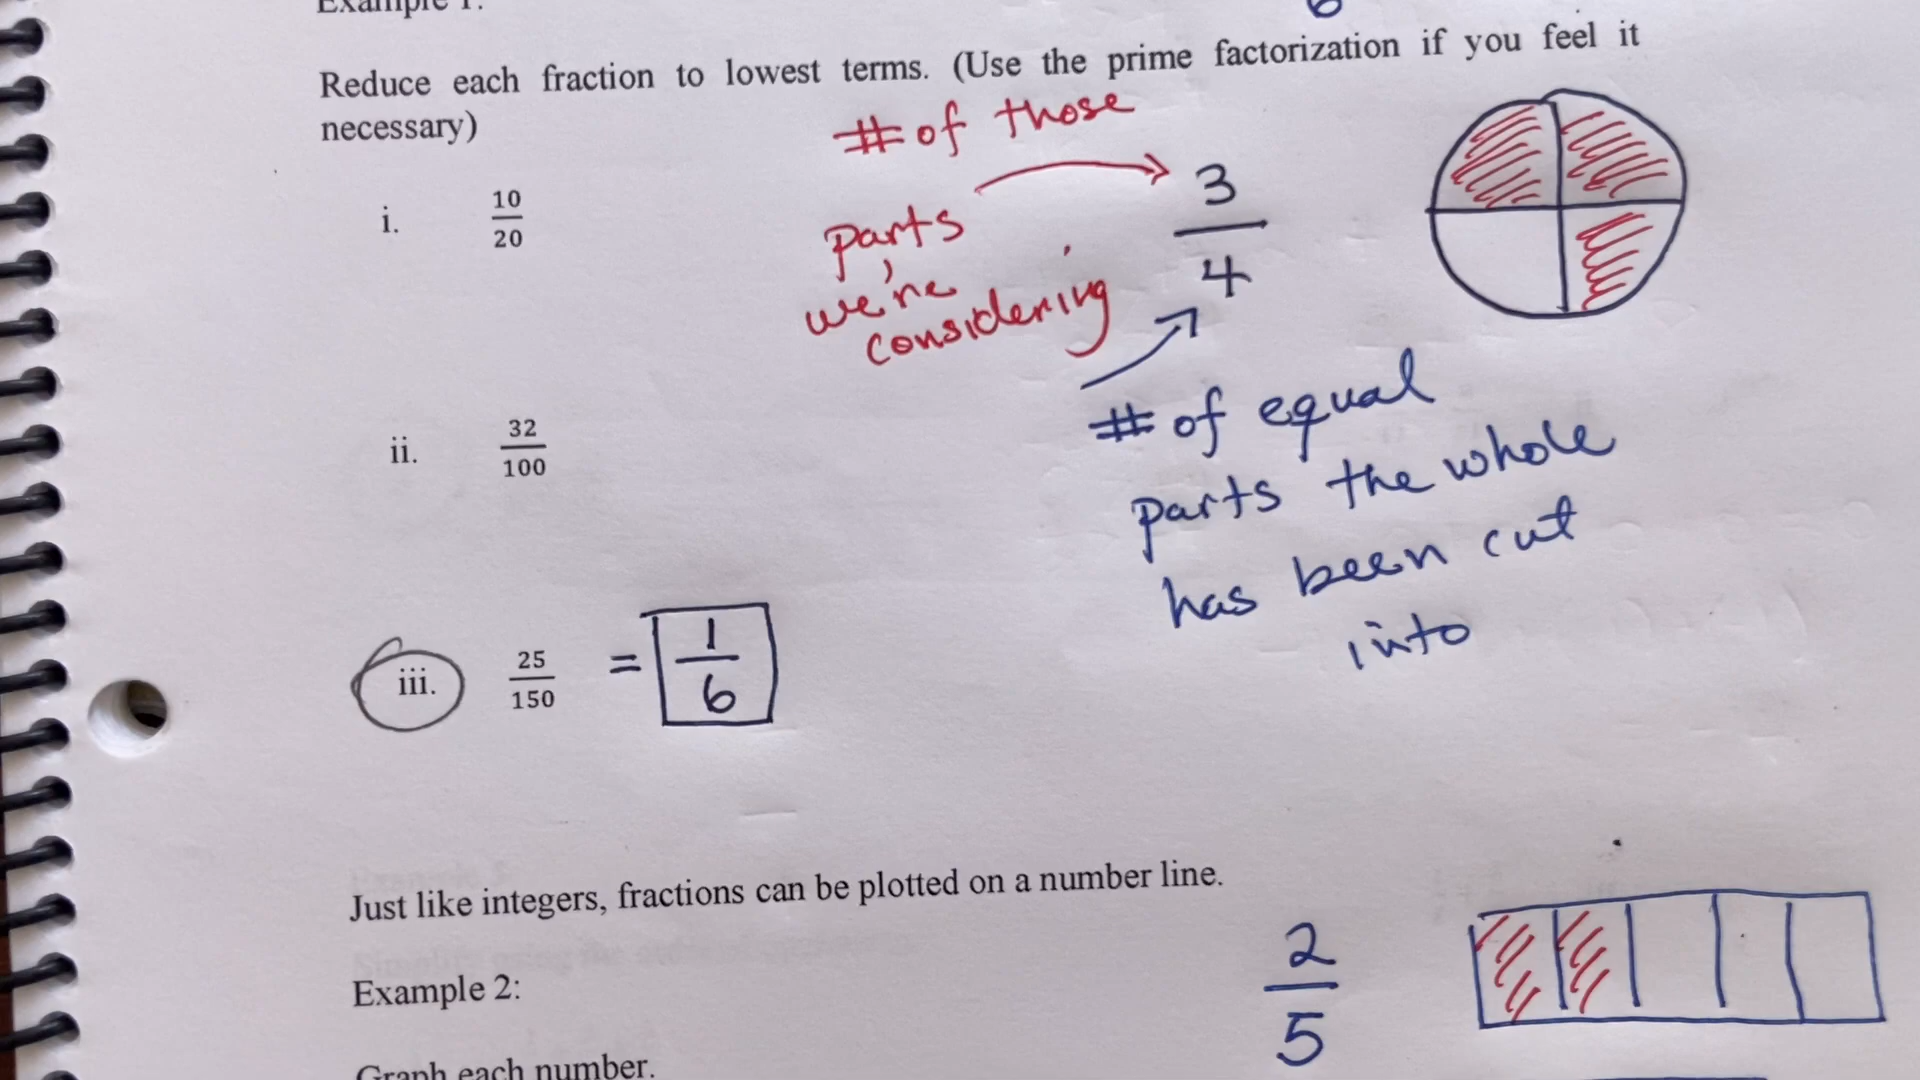 Example 1:
6
Reduce each fraction to lowest terms. (Use the prime factorization if you feel it
necessary)
# of those
parts
we're
considering
3
4
# of equal
parts the whole
has been cut
into
i. 10/20
ii. 32/100
iii. 25/150 = 1/6
Just like integers, fractions can be plotted on a number line.
2
5
Example 2:
Graph each number.